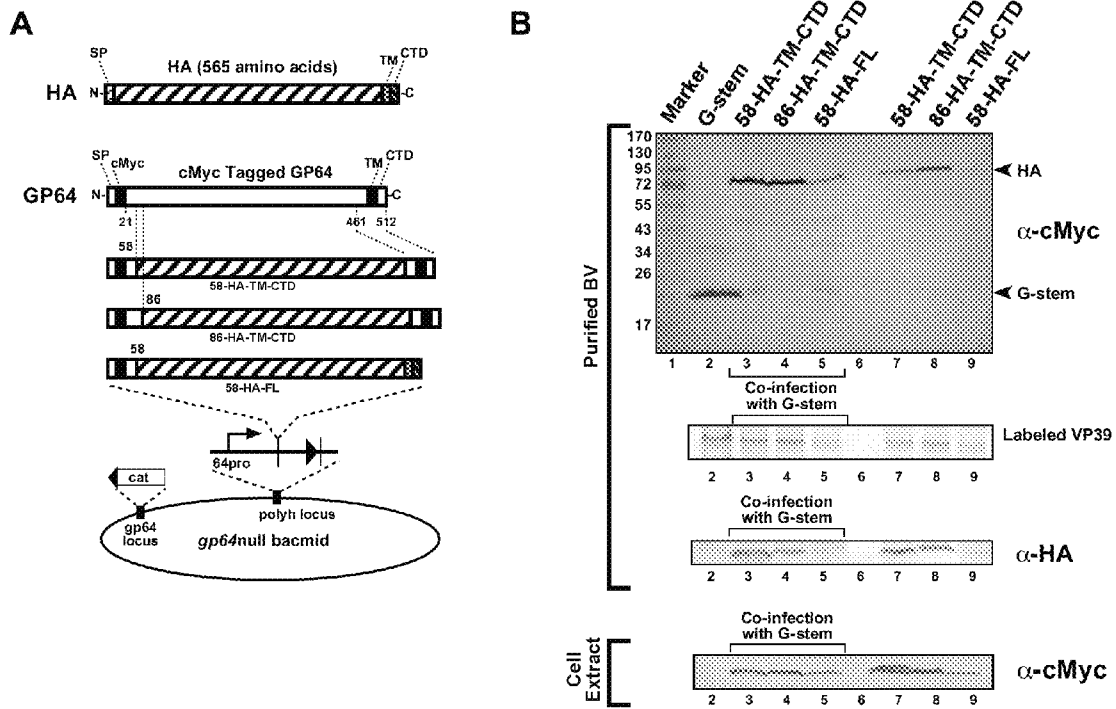 A
SP
HA (565 amino acids)
TM
CTD
HA
N-
-C
SP
cMyc
cMyc Tagged GP64
TM
CTD
GP64
N-
-C
21
461
512
58
58-HA-TM-CTD
86
86-HA-TM-CTD
58
58-HA-FL
64pro
cat
gp64
locus
polyh locus
gp64null bacmid
B
Marker
G-stem
58-HA-TM-CTD
86-HA-TM-CTD
58-HA-FL
58-HA-TM-CTD
86-HA-TM-CTD
58-HA-FL
170
130
95
72
55
43
34
26
17
HA
α-cMyc
G-stem
1 2 3 4 5 6 7 8 9
Purified BV
Co-infection
with G-stem
Labeled VP39
2 3 4 5 6 7 8 9
Co-infection
with G-stem
α-HA
2 3 4 5 6 7 8 9
Co-infection
with G-stem
Cell
Extract
α-cMyc
2 3 4 5 6 7 8 9